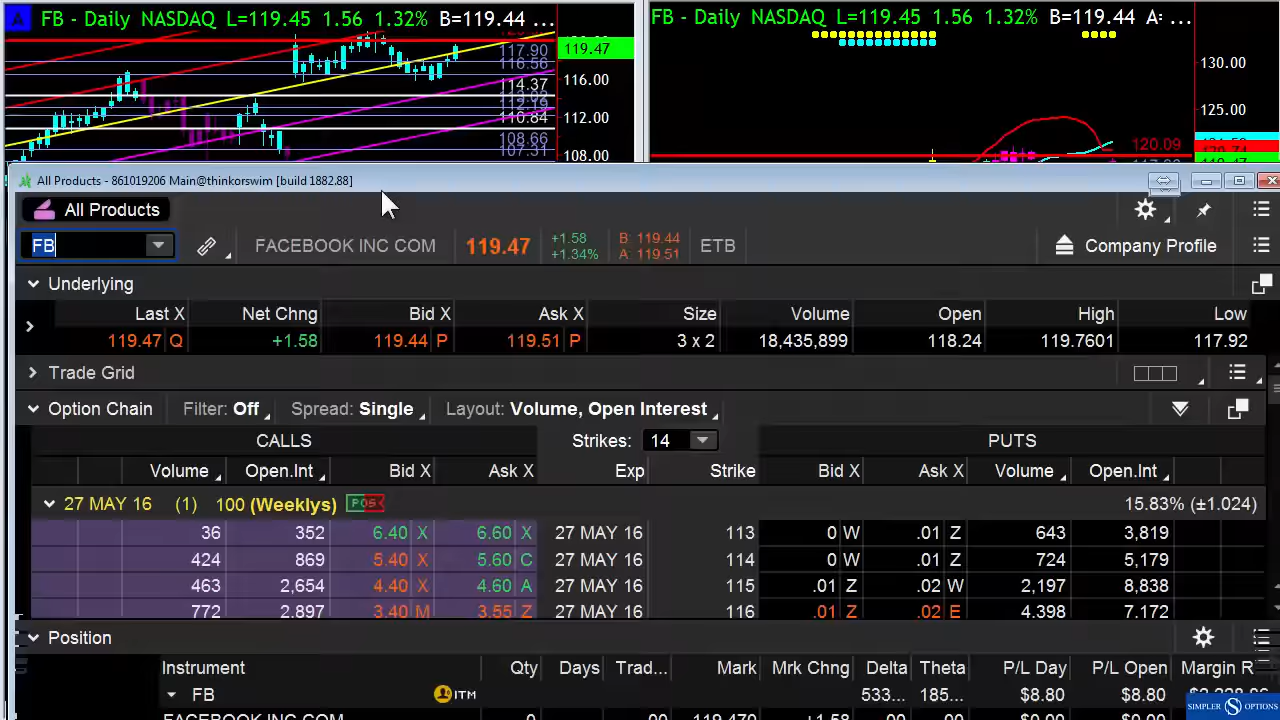 A FB - Daily NASDAQ L=119.45 1.56 1.32% B=119.44 ...
117.90
119.47
116.56
116.00
114.37
112.19
112.00
110.84
108.66
107.31
108.00
FB - Daily NASDAQ L=119.45 1.56 1.32% B=119.44 A: ...
130.00
125.00
120.09
All Products - 861019206 Main@thinkorswim [build 1882.88]
All Products
FB FACEBOOK INC COM 119.47 +1.58 +1.34% B: 119.44 A: 119.51 ETB Company Profile
Underlying
Last X Net Chng Bid X Ask X Size Volume Open High Low
119.47 Q +1.58 119.44 P 119.51 P 3 x 2 18,435,899 118.24 119.7601 117.92
Trade Grid
Option Chain Filter: Off Spread: Single Layout: Volume, Open Interest
CALLS Strikes: 14 PUTS
Volume Open.Int Bid X Ask X Exp Strike Bid X Ask X Volume Open.Int
27 MAY 16 (1) 100 (Weeklys) POS 15.83% (±1.024)
36 352 6.40 X 6.60 X 27 MAY 16 113 0 W .01 Z 643 3,819
424 869 5.40 X 5.60 C 27 MAY 16 114 0 W .01 Z 724 5,179
463 2,654 4.40 X 4.60 A 27 MAY 16 115 .01 Z .02 W 2,197 8,838
772 2,897 3.40 M 3.55 Z 27 MAY 16 116 .01 Z .02 E 4,398 7,172
Position
Instrument Qty Days Trad... Mark Mrk Chng Delta Theta P/L Day P/L Open Margin R
FB ITM 533... 185... $8.80 $8.80
FACEBOOK INC COM 0 .00 119.470 +1.58
SIMPLER S OPTIONS